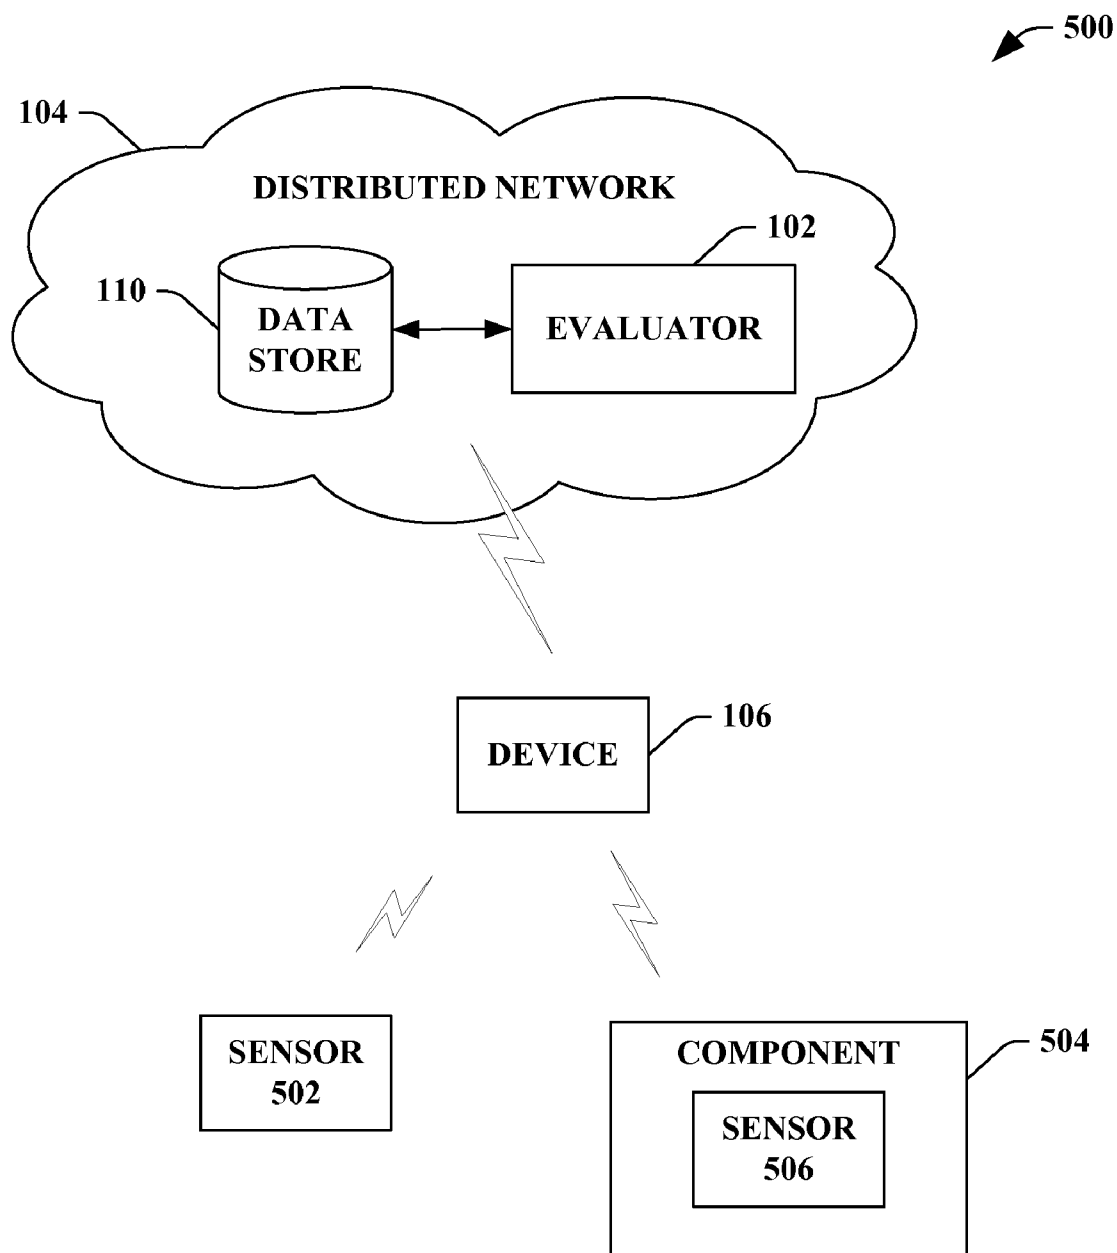 500
104
DISTRIBUTED NETWORK
102
110
DATA
STORE
EVALUATOR
106
DEVICE
SENSOR
502
COMPONENT
504
SENSOR
506